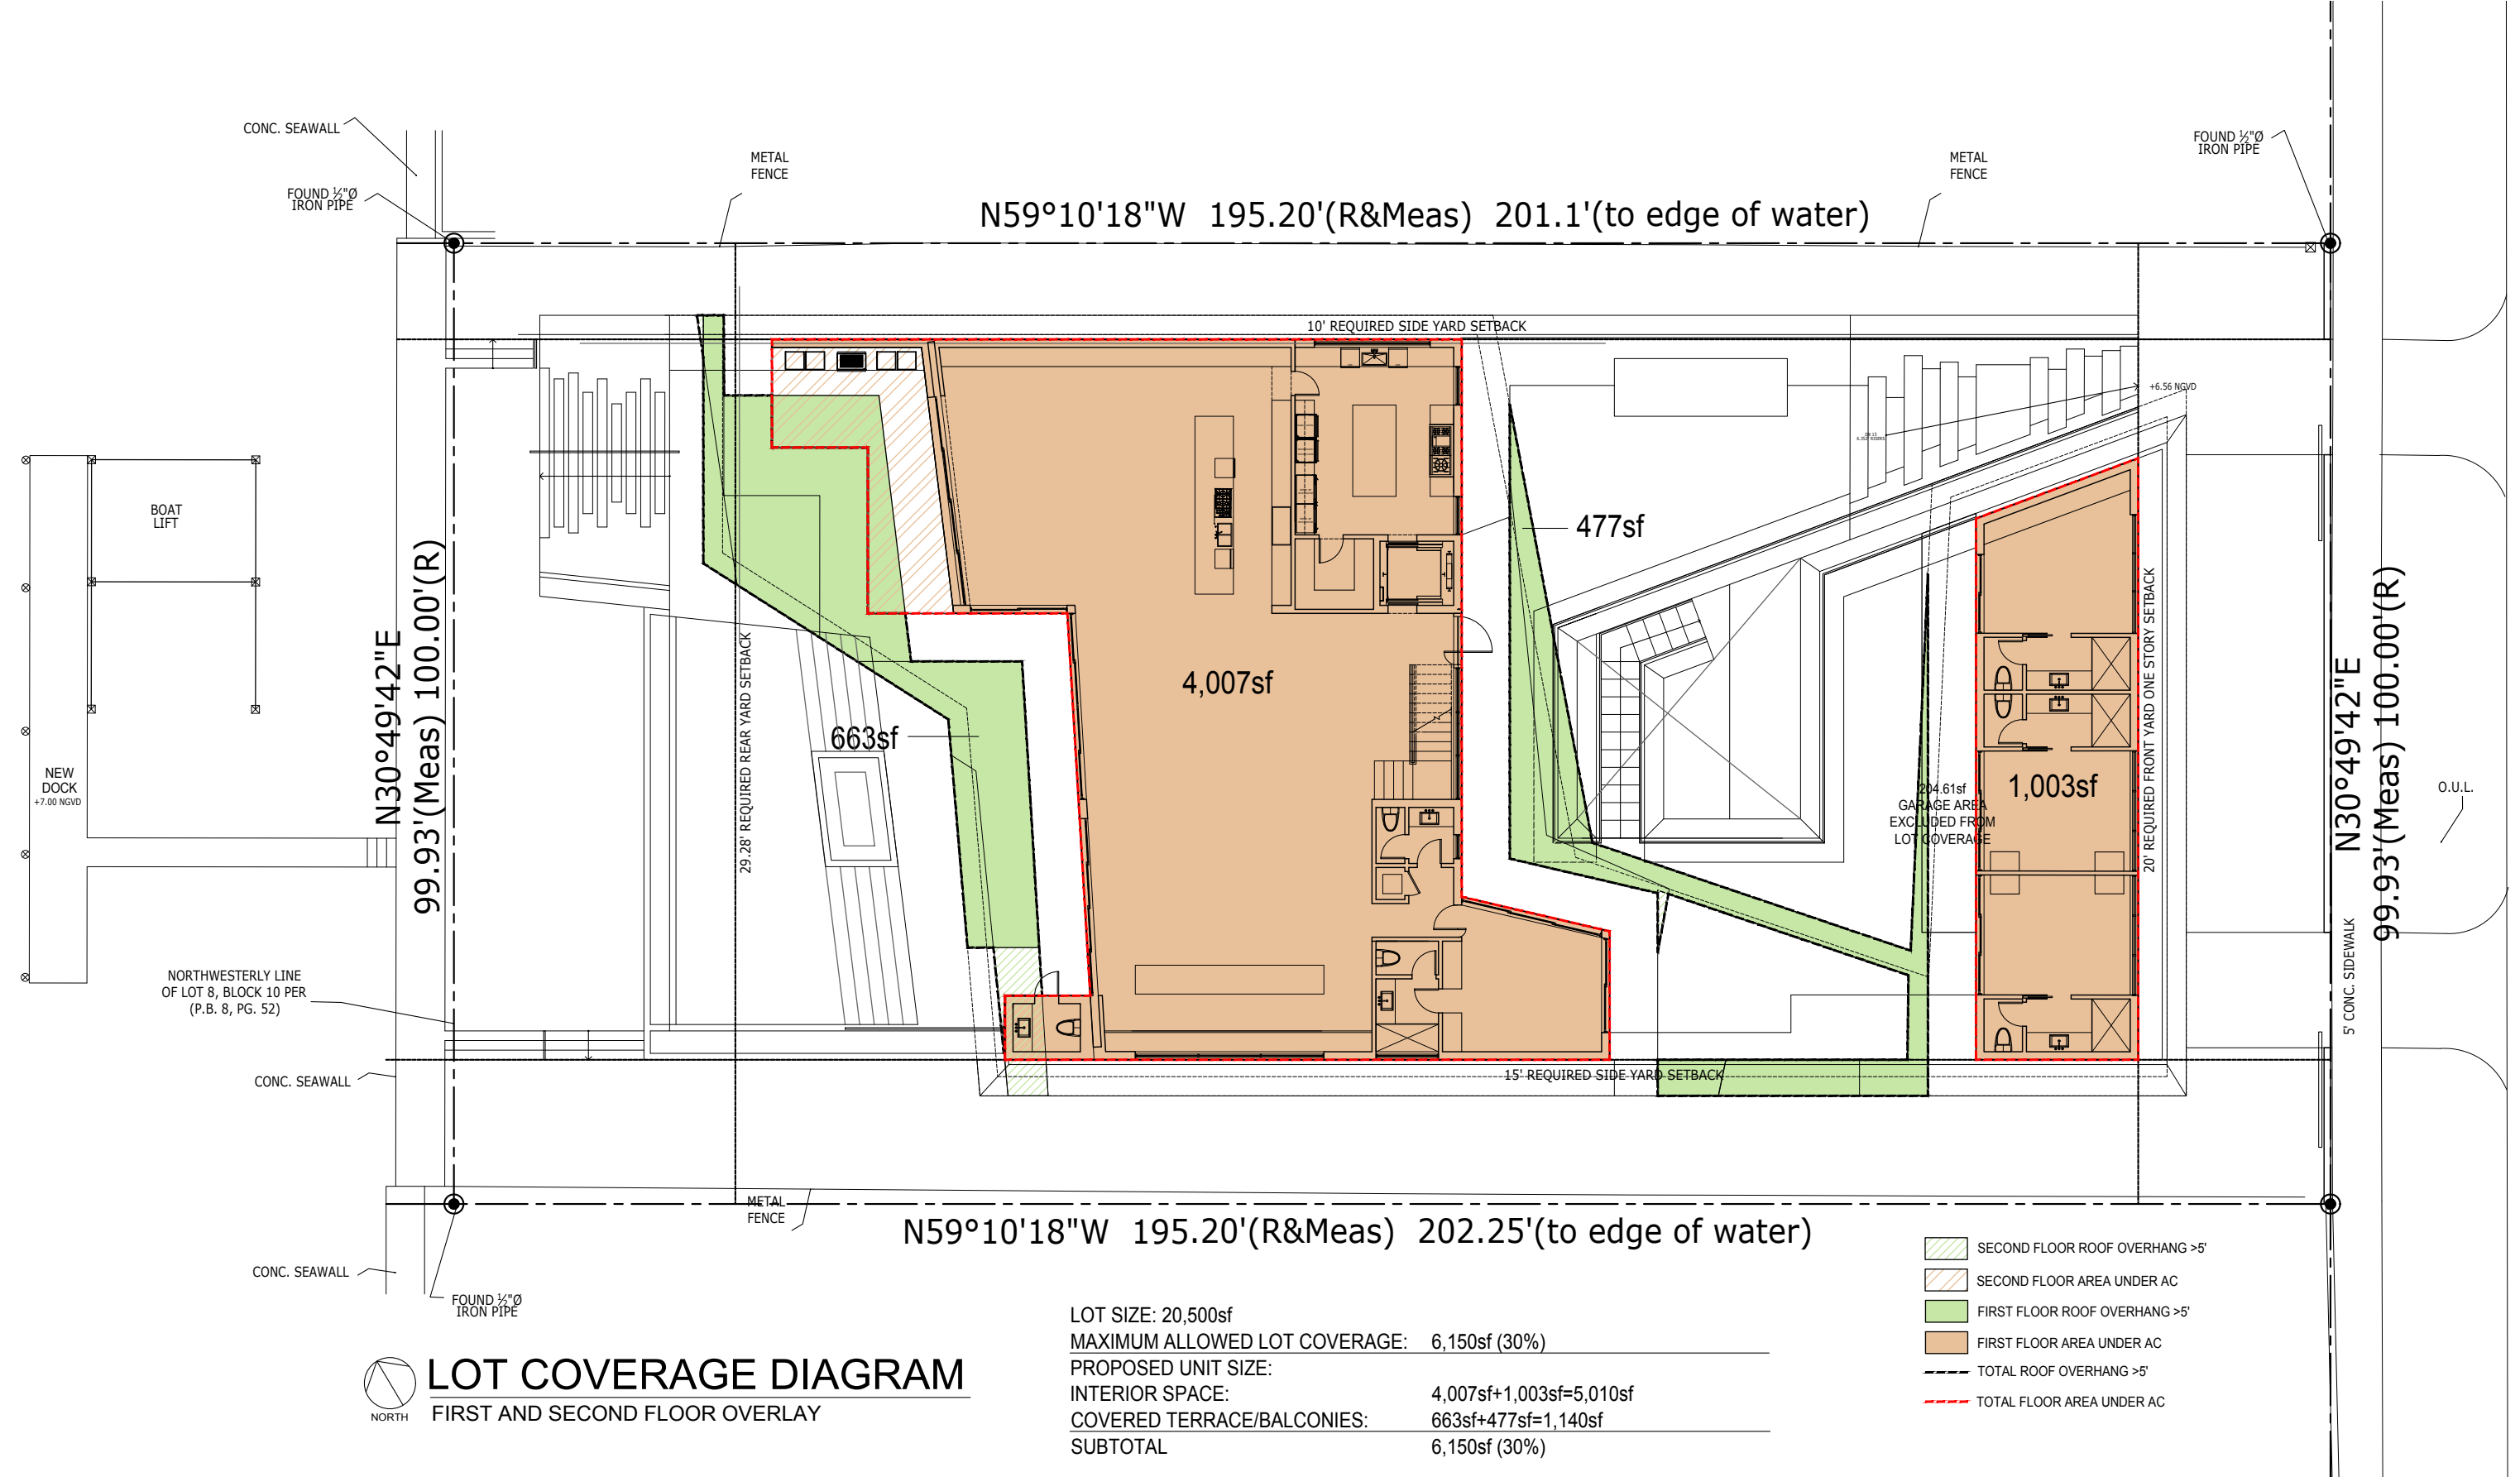 CONC. SEAWALL
FOUND ½"Ø
IRON PIPE
METAL
FENCE
METAL
FENCE
FOUND ½"Ø
IRON PIPE
N59°10'18"W 195.20'(R&Meas) 201.1'(to edge of water)
10' REQUIRED SIDE YARD SETBACK
+6.56 NGVD
BOAT
LIFT
477sf
N30°49'42"E
99.93'(Meas) 100.00'(R)
29.28' REQUIRED REAR YARD SETBACK
4,007sf
663sf
204.61sf
GARAGE AREA
EXCLUDED FROM
LOT COVERAGE
1,003sf
20' REQUIRED FRONT YARD ONE STORY SETBACK
N30°49'42"E
99.93'(Meas) 100.00'(R)
O.U.L.
NEW
DOCK
+7.00 NGVD
5' CONC. SIDEWALK
NORTHWESTERLY LINE
OF LOT 8, BLOCK 10 PER
(P.B. 8, PG. 52)
CONC. SEAWALL
15' REQUIRED SIDE YARD SETBACK
METAL
FENCE
N59°10'18"W 195.20'(R&Meas) 202.25'(to edge of water)
CONC. SEAWALL
FOUND ½"Ø
IRON PIPE
SECOND FLOOR ROOF OVERHANG >5'
SECOND FLOOR AREA UNDER AC
FIRST FLOOR ROOF OVERHANG >5'
FIRST FLOOR AREA UNDER AC
TOTAL ROOF OVERHANG >5'
TOTAL FLOOR AREA UNDER AC
NORTH
LOT COVERAGE DIAGRAM
FIRST AND SECOND FLOOR OVERLAY
LOT SIZE: 20,500sf
MAXIMUM ALLOWED LOT COVERAGE: 6,150sf (30%)
PROPOSED UNIT SIZE:
INTERIOR SPACE: 4,007sf+1,003sf=5,010sf
COVERED TERRACE/BALCONIES: 663sf+477sf=1,140sf
SUBTOTAL 6,150sf (30%)